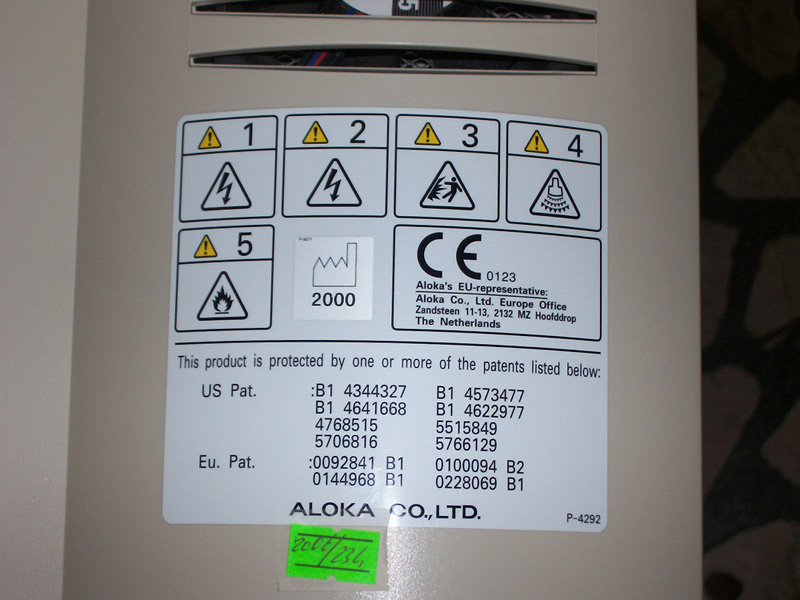 5
1
2
3
4
5
2000
CE 0123
Aloka's EU-representative:
Aloka Co., Ltd. Europe Office
Zandsteen 11-13, 2132 MZ Hoofddrop
The Netherlands
This product is protected by one or more of the patents listed below:
US Pat. :B1 4344327 B1 4573477
B1 4641668 B1 4622977
4768515 5515849
5706816 5766129
Eu. Pat. :0092841 B1 0100094 B2
0144968 B1 0228069 B1
ALOKA CO.,LTD.
P-4292